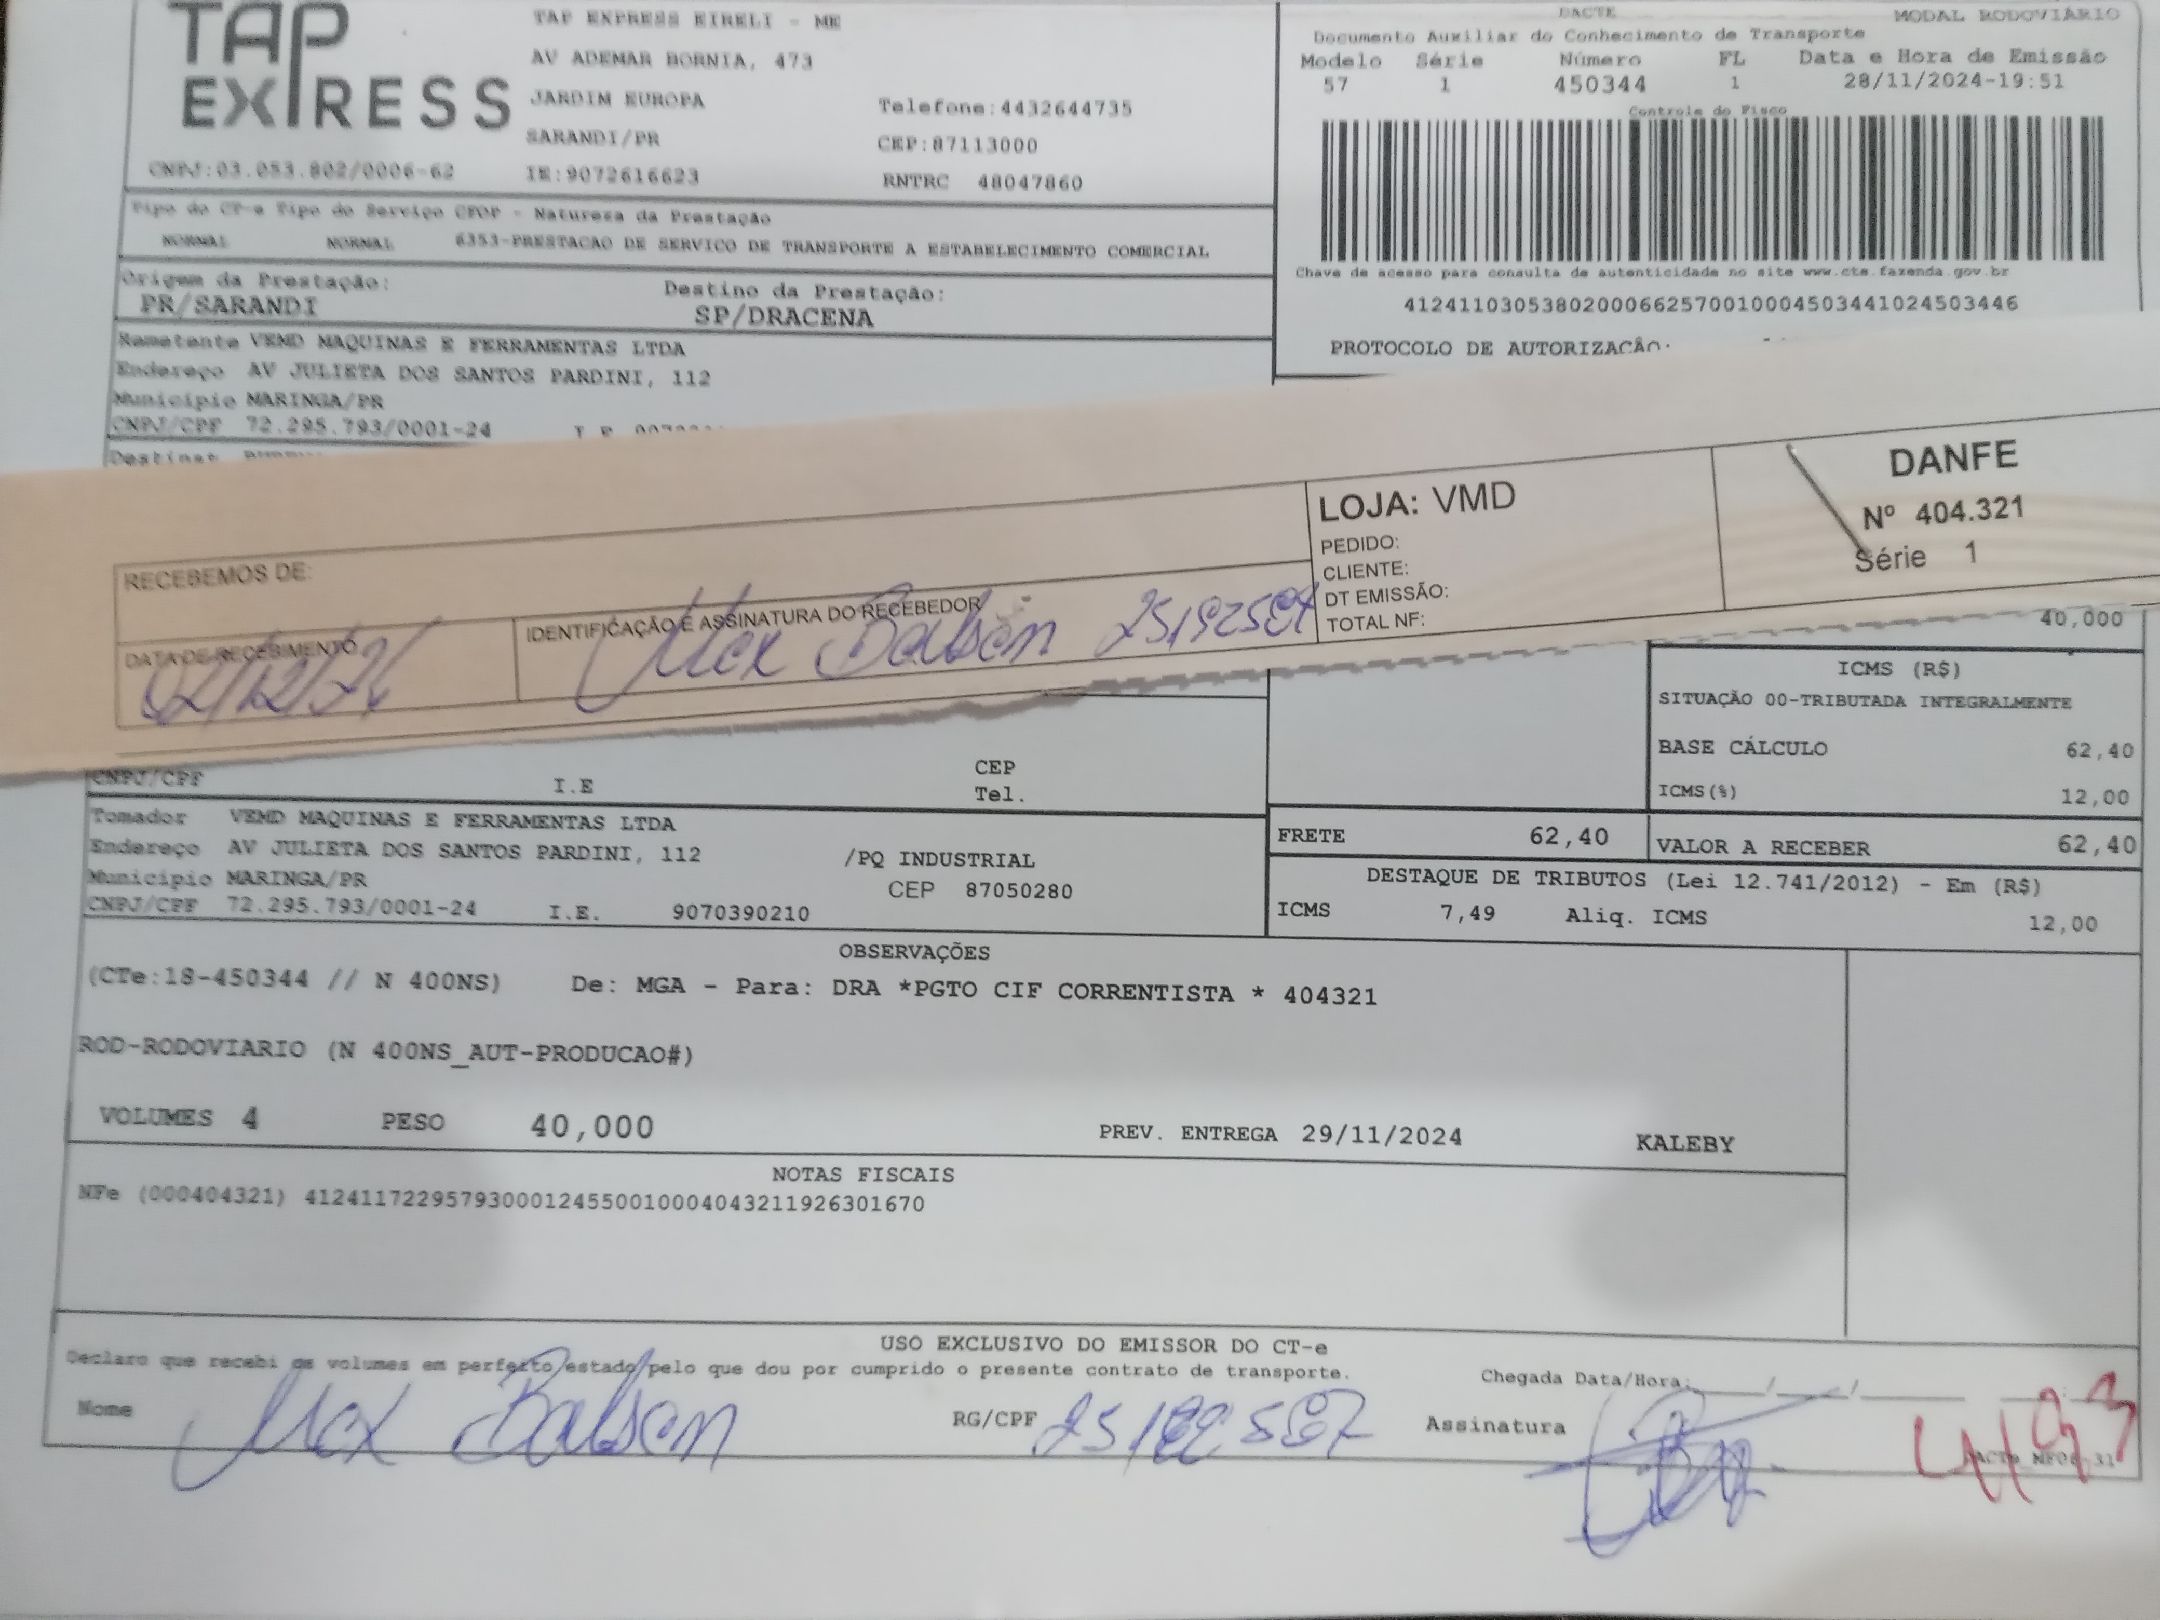 TAP EXPRESS
TAP EXPRESS EIRELI - ME
AV ADEMAR BORNIA, 473
JARDIM EUROPA
Telefone:4432644735
SARANDI/PR
CEP:87113000
CNPJ:03.053.802/0006-62
IE:9072616623
RNTRC 48047860
DACTE
MODAL RODOVIÁRIO
Documento Auxiliar do Conhecimento de Transporte
Modelo Série Número FL Data e Hora de Emissão
57 1 450344 1 28/11/2024-19:51
Controle do Fisco
Chave de acesso para consulta de autenticidade no site www.cte.fazenda.gov.br
41241103053802000662570010004503441024503446
PROTOCOLO DE AUTORIZAÇÃO:
Tipo do CT-e Tipo do Serviço CFOP - Natureza da Prestação
NORMAL NORMAL 6353-PRESTACAO DE SERVICO DE TRANSPORTE A ESTABELECIMENTO COMERCIAL
Origem da Prestação:
PR/SARANDI
Destino da Prestação:
SP/DRACENA
Remetente VEMD MAQUINAS E FERRAMENTAS LTDA
Endereço AV JULIETA DOS SANTOS PARDINI, 112
Município MARINGA/PR
CNPJ/CPF 72.295.793/0001-24
Destinat
RECEBEMOS DE:
DATA DE RECEBIMENTO
02/12/24
IDENTIFICAÇÃO E ASSINATURA DO RECEBEDOR
LOJA: VMD
PEDIDO:
CLIENTE:
DT EMISSÃO:
TOTAL NF:
DANFE
Nº 404.321
Série 1
40,000
ICMS (R$)
SITUAÇÃO 00-TRIBUTADA INTEGRALMENTE
BASE CÁLCULO 62,40
ICMS(%) 12,00
CNPJ/CPF I.E CEP
Tel.
Tomador VEMD MAQUINAS E FERRAMENTAS LTDA
Endereço AV JULIETA DOS SANTOS PARDINI, 112 /PQ INDUSTRIAL
Município MARINGA/PR CEP 87050280
CNPJ/CPF 72.295.793/0001-24 I.E. 9070390210
FRETE 62,40 VALOR A RECEBER 62,40
DESTAQUE DE TRIBUTOS (Lei 12.741/2012) - Em (R$)
ICMS 7,49 Aliq. ICMS 12,00
OBSERVAÇÕES
(CTe:18-450344 // N 400NS) De: MGA - Para: DRA *PGTO CIF CORRENTISTA * 404321
ROD-RODOVIARIO (N 400NS_AUT-PRODUCAO#)
VOLUMES 4 PESO 40,000 PREV. ENTREGA 29/11/2024 KALEBY
NOTAS FISCAIS
NFe (000404321) 41241172295793000124550010004043211926301670
USO EXCLUSIVO DO EMISSOR DO CT-e
Declaro que recebi os volumes em perfeito estado pelo que dou por cumprido o presente contrato de transporte.
Chegada Data/Hora:
Nome
RG/CPF
Assinatura